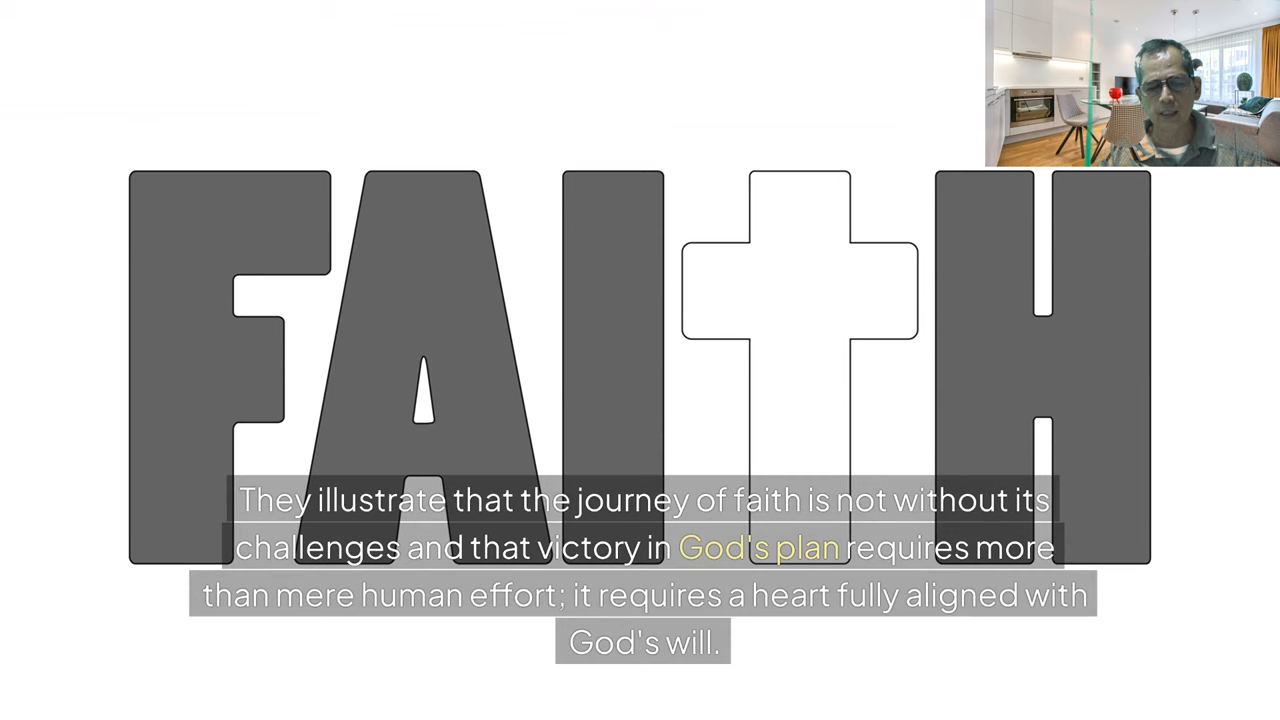 FAItH
They illustrate that the journey of faith is not without its
challenges and that victory in God's plan requires more
than mere human effort; it requires a heart fully aligned with
God's will.